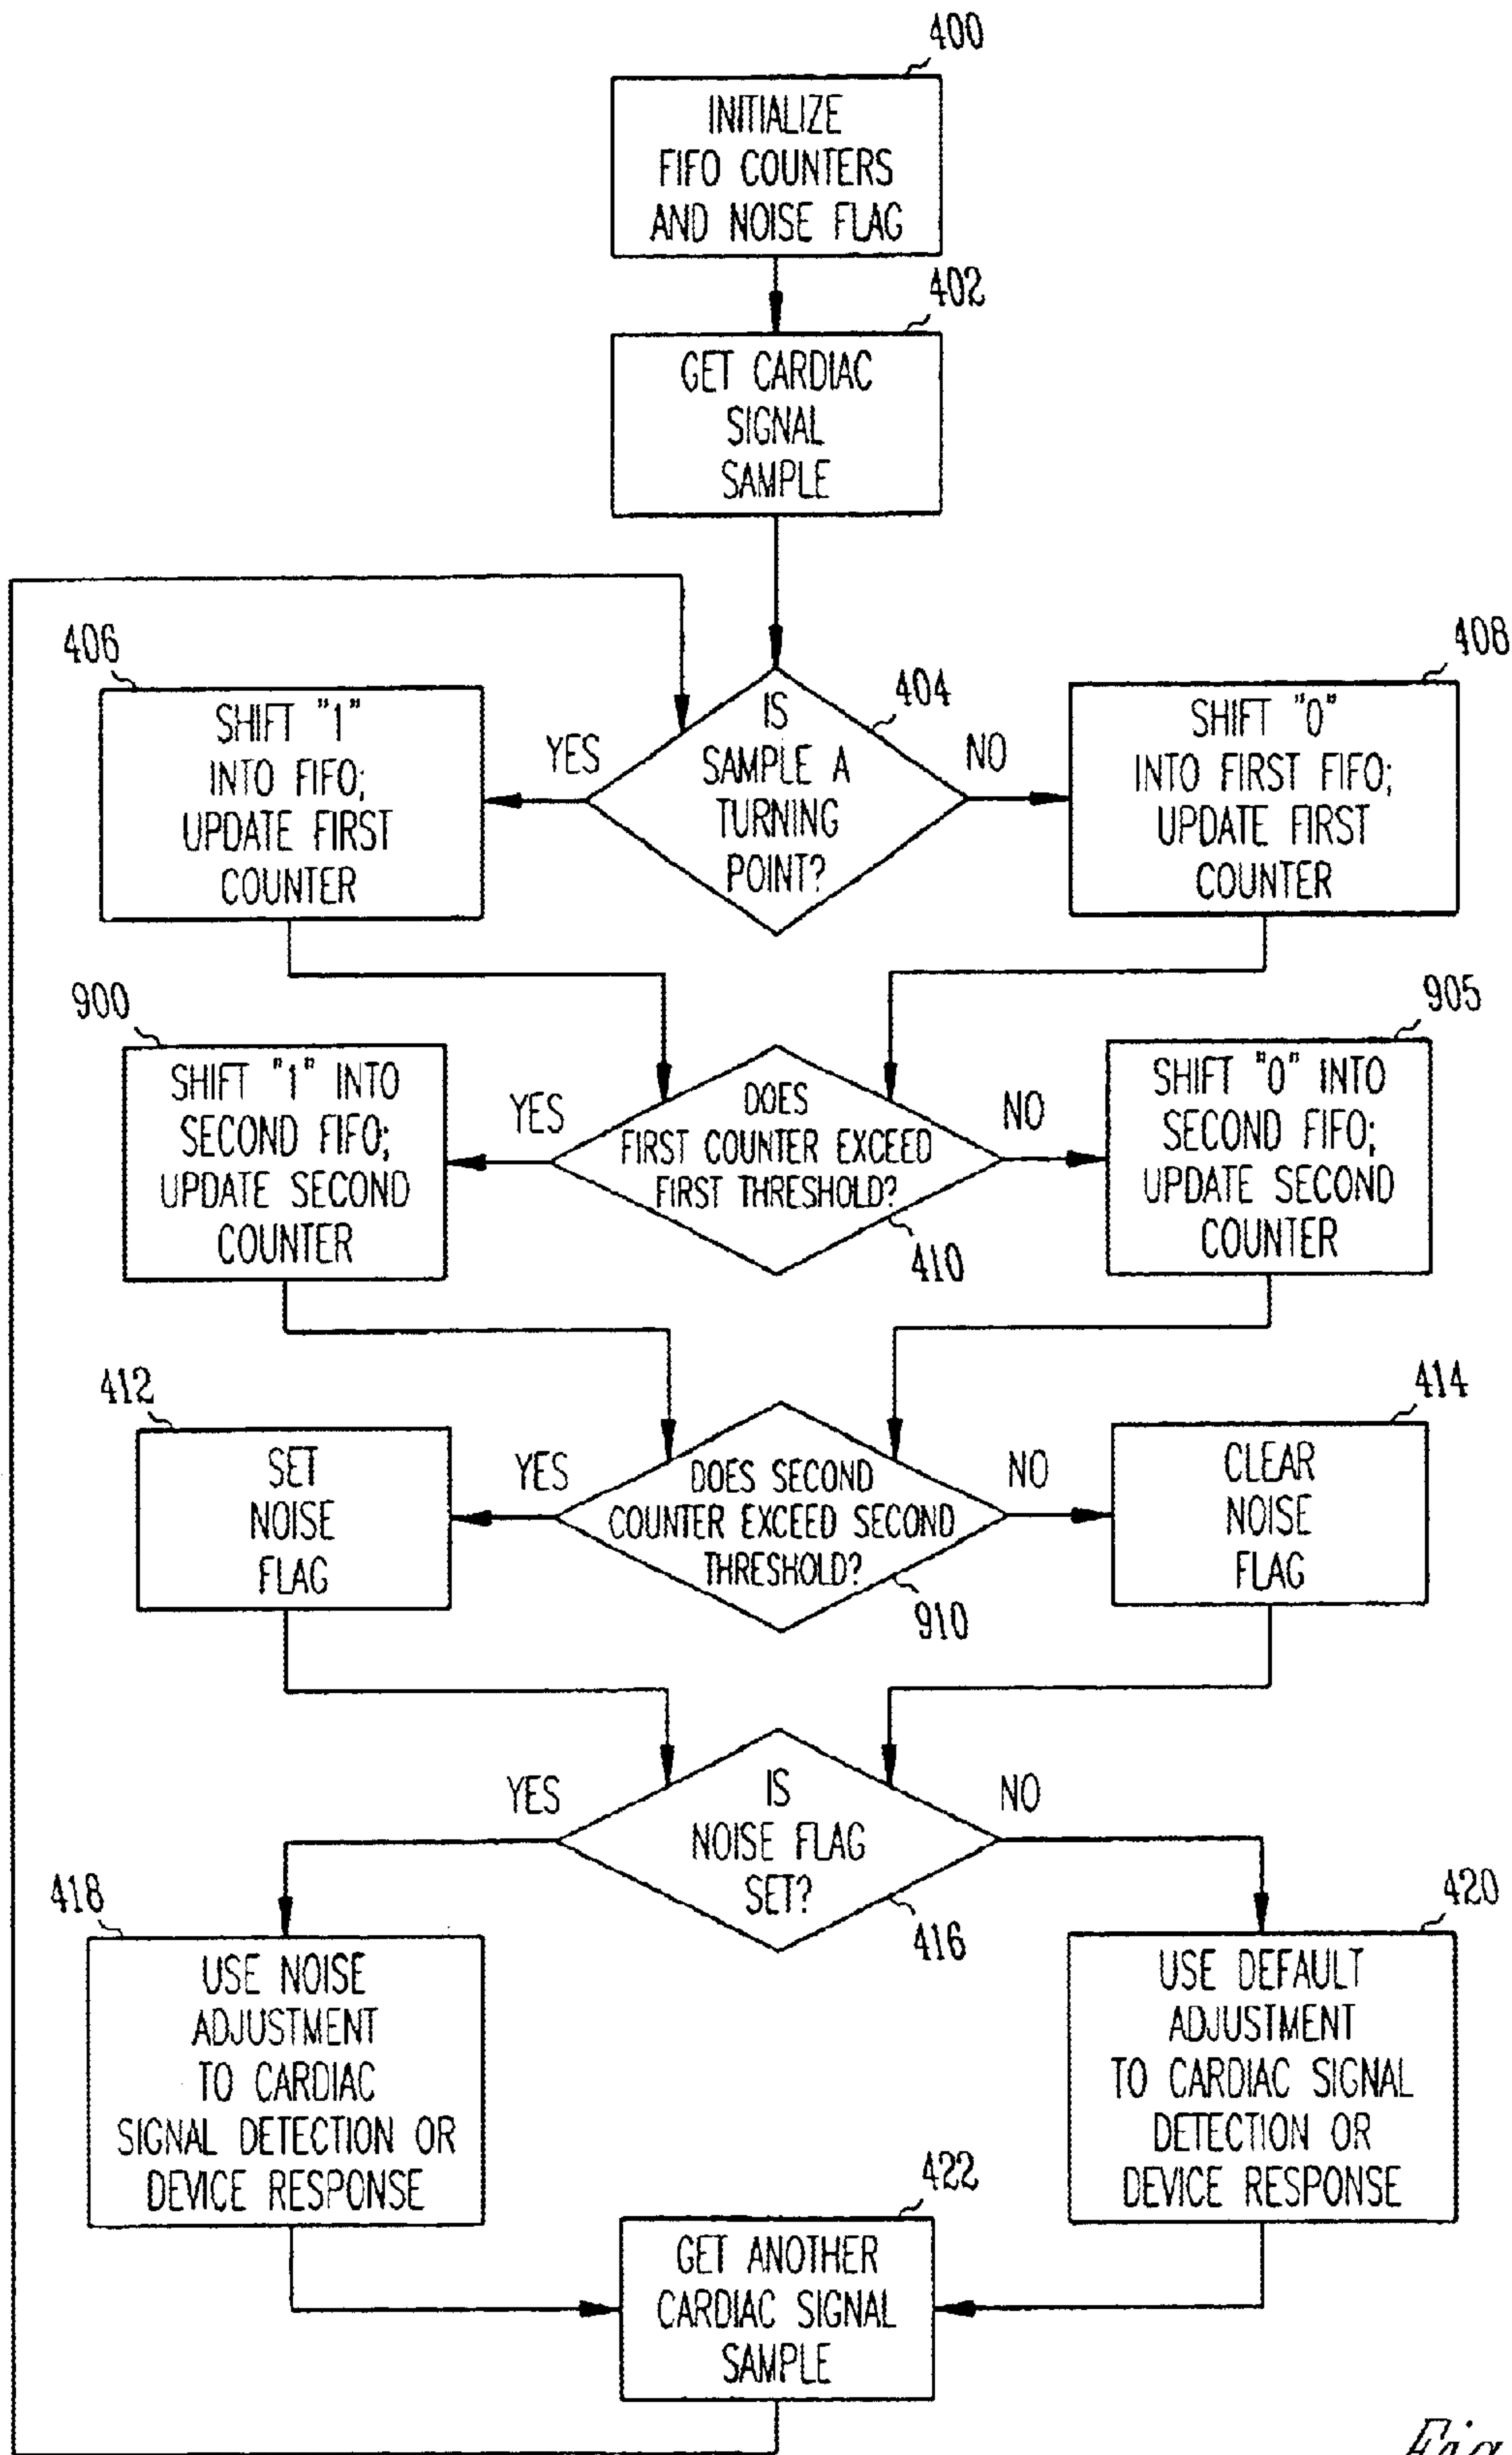 400
INITIALIZE
FIFO COUNTERS
AND NOISE FLAG
402
GET CARDIAC
SIGNAL
SAMPLE
406
SHIFT "1"
INTO FIFO;
UPDATE FIRST
COUNTER
YES
IS
SAMPLE A
TURNING
POINT?
404
NO
408
SHIFT "0"
INTO FIRST FIFO;
UPDATE FIRST
COUNTER
900
SHIFT "1" INTO
SECOND FIFO;
UPDATE SECOND
COUNTER
YES
DOES
FIRST COUNTER EXCEED
FIRST THRESHOLD?
410
NO
905
SHIFT "0" INTO
SECOND FIFO;
UPDATE SECOND
COUNTER
412
SET
NOISE
FLAG
YES
DOES SECOND
COUNTER EXCEED SECOND
THRESHOLD?
910
NO
414
CLEAR
NOISE
FLAG
YES
IS
NOISE FLAG
SET?
416
NO
418
USE NOISE
ADJUSTMENT
TO CARDIAC
SIGNAL DETECTION OR
DEVICE RESPONSE
420
USE DEFAULT
ADJUSTMENT
TO CARDIAC SIGNAL
DETECTION OR
DEVICE RESPONSE
422
GET ANOTHER
CARDIAC SIGNAL
SAMPLE